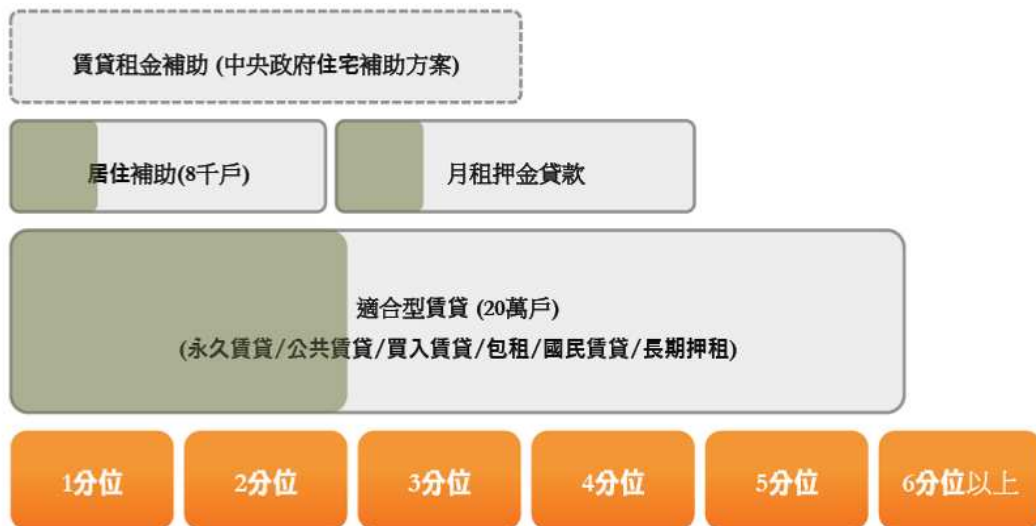 賃貸租金補助 (中央政府住宅補助方案)
居住補助(8千戶)
月租押金貸款
適合型賃貸 (20萬戶)
(永久賃貸/公共賃貸/買入賃貸/包租/國民賃貸/長期押租)
1分位
2分位
3分位
4分位
5分位
6分位以上